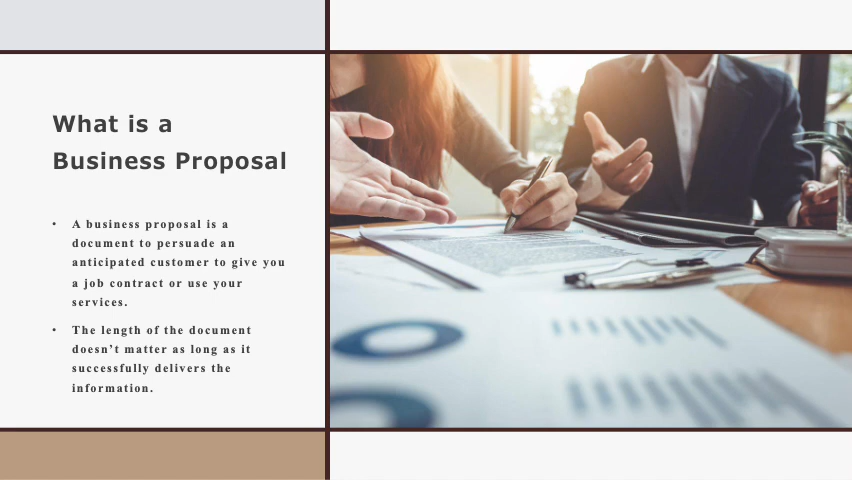 What is a
Business Proposal
• A business proposal is a
document to persuade an
anticipated customer to give you
a job contract or use your
services.
• The length of the document
doesn’t matter as long as it
successfully delivers the
information.